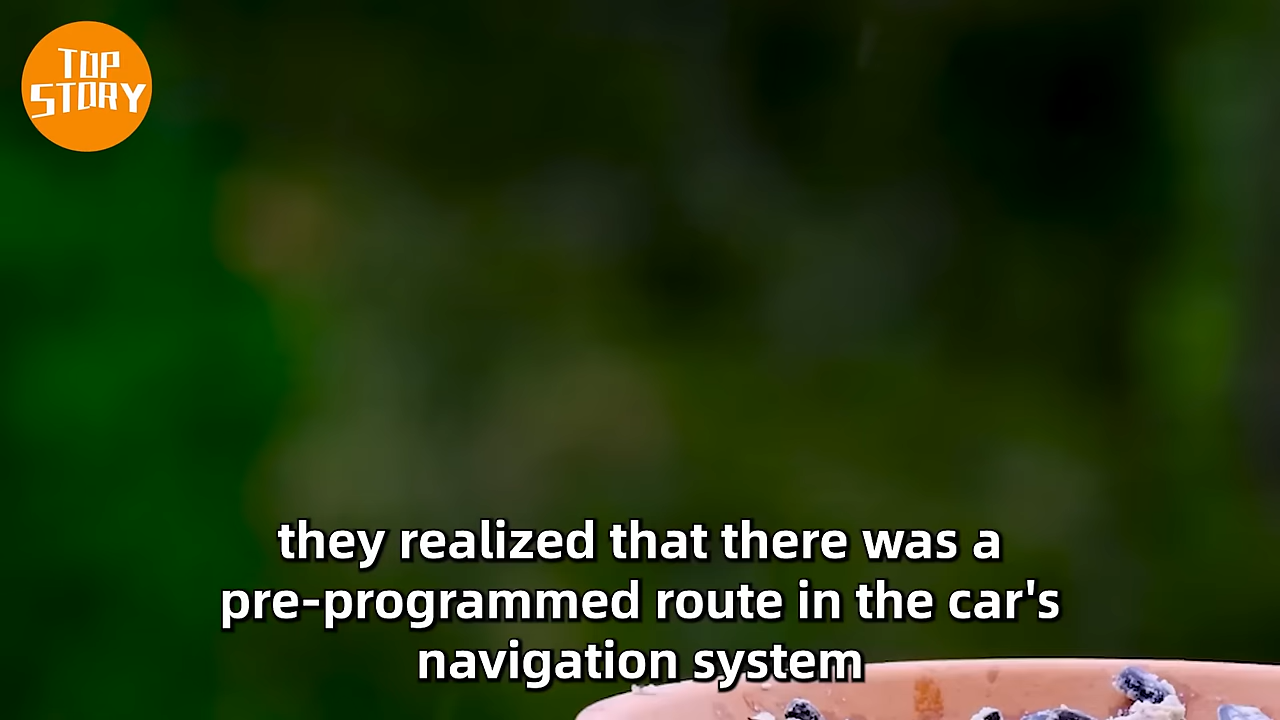 TOP
STORY
they realized that there was a
pre-programmed route in the car's
navigation system